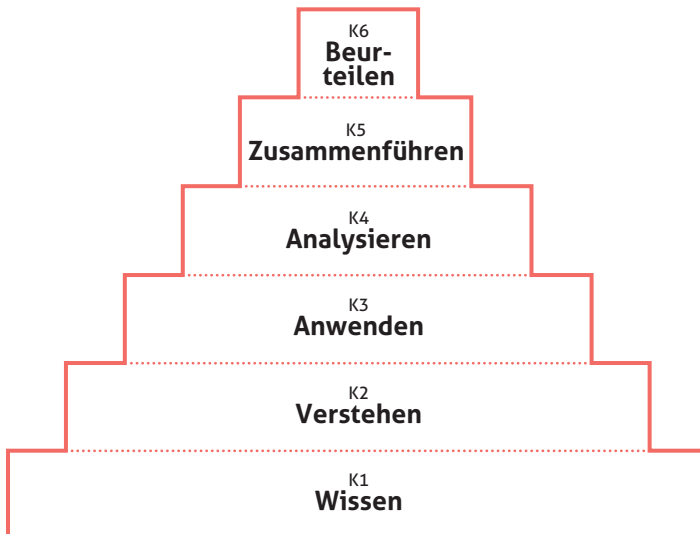 K6
Beur-
teilen
K5
Zusammenführen
K4
Analysieren
K3
Anwenden
K2
Verstehen
K1
Wissen